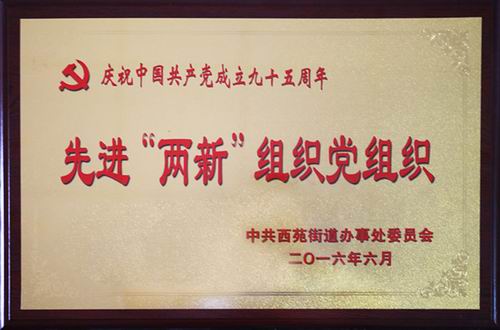 庆祝中国共产党成立九十五周年
先进“两新”组织党组织
中共西苑街道办事处委员会
二〇一六年六月